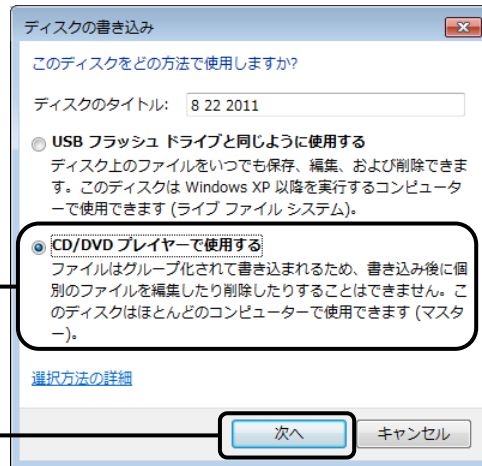 ディスクの書き込み
このディスクをどの方法で使用しますか?
ディスクのタイトル: 8 22 2011
USB フラッシュ ドライブと同じように使用する
ディスク上のファイルをいつでも保存、編集、および削除できま
す。このディスクは Windows XP 以降を実行するコンピュータ
ーで使用できます (ライブ ファイル システム)。
CD/DVD プレイヤーで使用する
ファイルはグループ化されて書き込まれるため、書き込み後に個
別のファイルを編集したり削除したりすることはできません。こ
のディスクはほとんどのコンピューターで使用できます (マスタ
ー)。
選択方法の詳細
次へ キャンセル